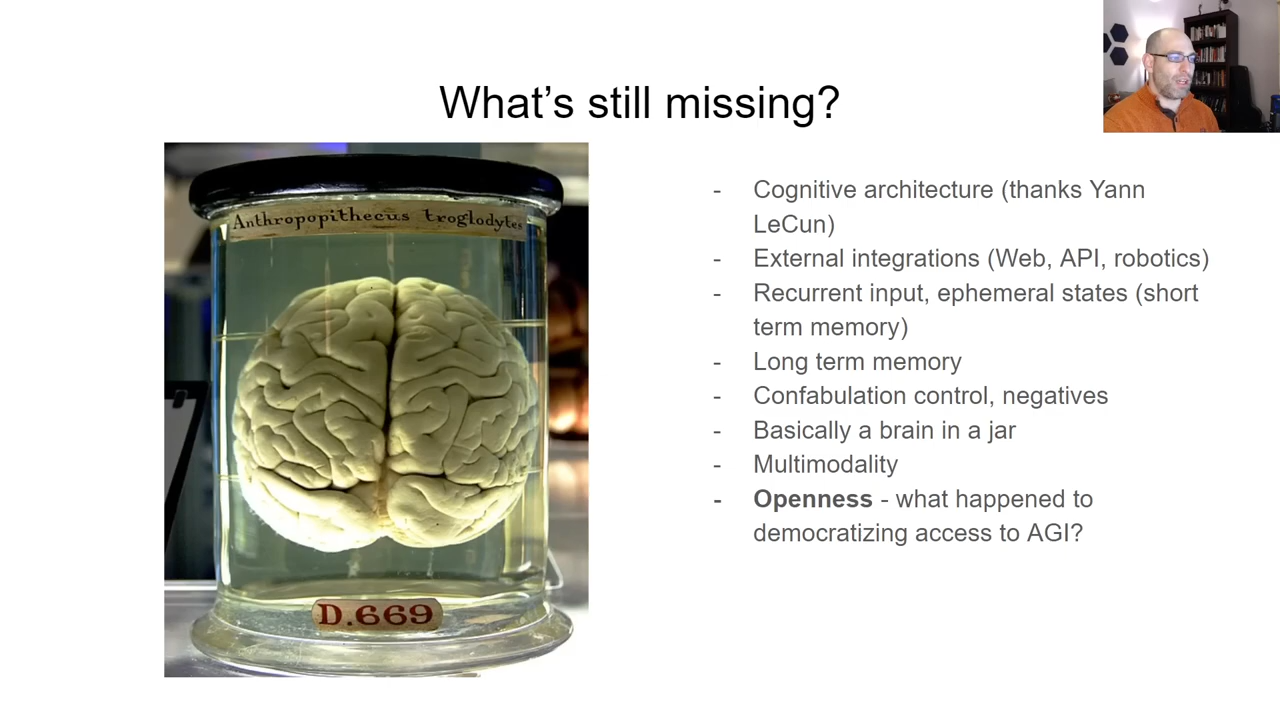 What's still missing?
Anthropopithecus troglodytes
D.669
- Cognitive architecture (thanks Yann
LeCun)
- External integrations (Web, API, robotics)
- Recurrent input, ephemeral states (short
term memory)
- Long term memory
- Confabulation control, negatives
- Basically a brain in a jar
- Multimodality
- Openness - what happened to
democratizing access to AGI?